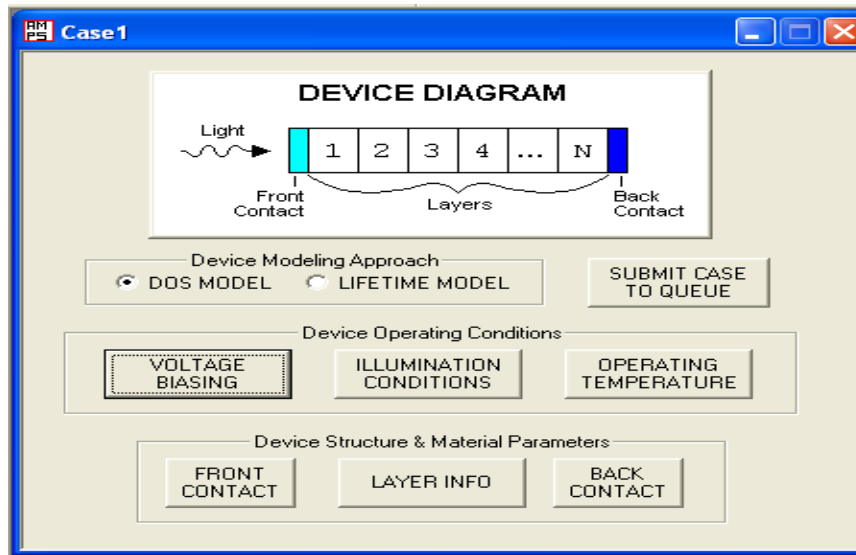 AMPS Case1
DEVICE DIAGRAM
Light
1 2 3 4 ... N
Front Contact
Layers
Back Contact
Device Modeling Approach
DOS MODEL LIFETIME MODEL
SUBMIT CASE
TO QUEUE
Device Operating Conditions
VOLTAGE
BIASING
ILLUMINATION
CONDITIONS
OPERATING
TEMPERATURE
Device Structure & Material Parameters
FRONT
CONTACT
LAYER INFO
BACK
CONTACT